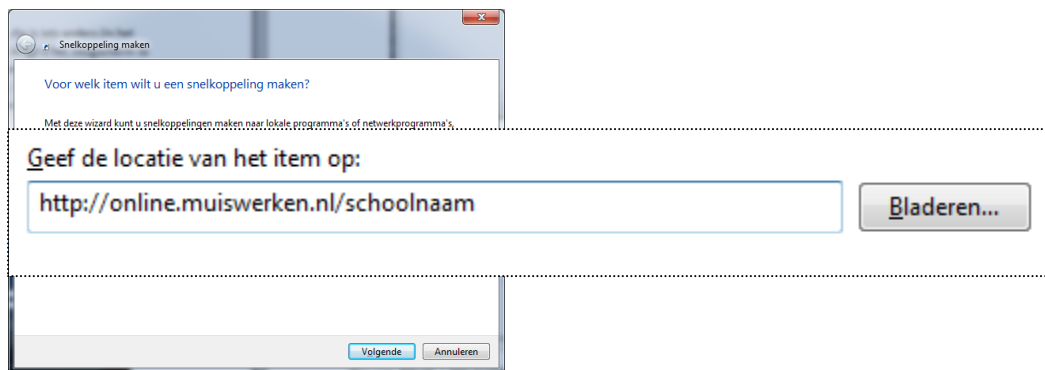 Snelkoppeling maken
Voor welk item wilt u een snelkoppeling maken?
Met deze wizard kunt u snelkoppelingen maken naar lokale programma's of netwerkprogramma's,
Geef de locatie van het item op:
http://online.muiswerken.nl/schoolnaam
Bladeren...
Volgende Annuleren